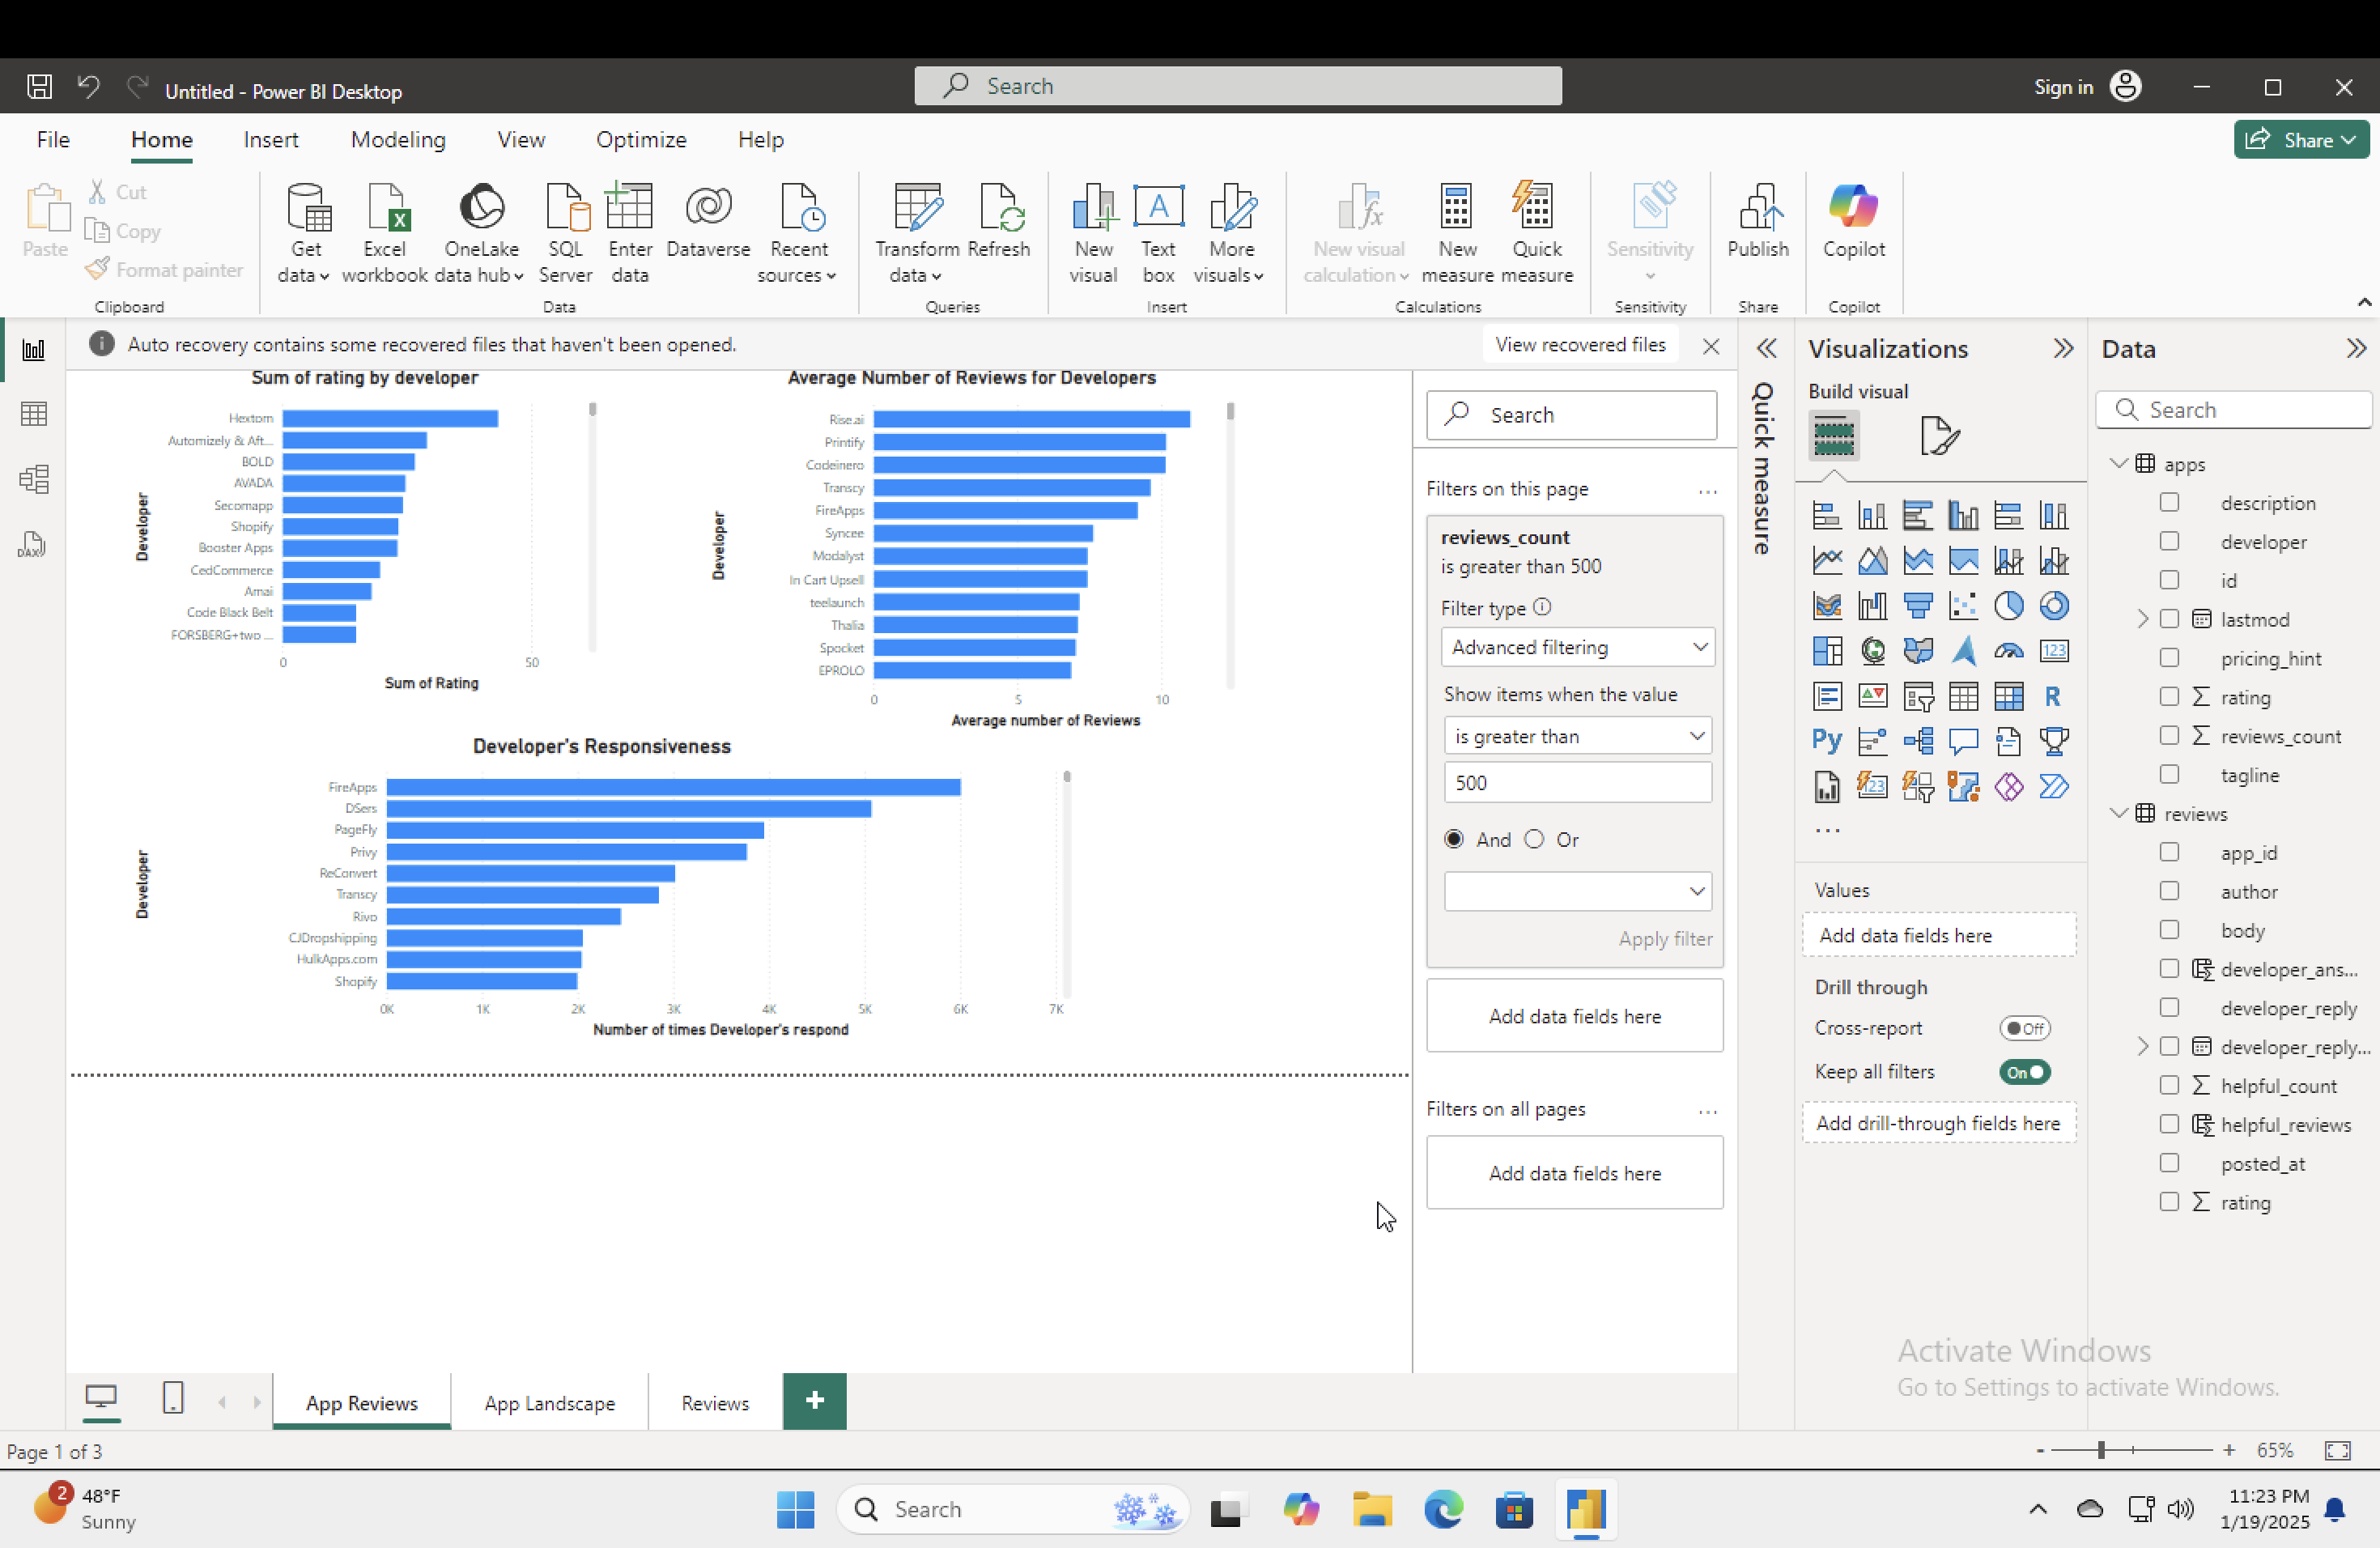 Untitled - Power BI Desktop
Search
Sign in
File
Home
Insert
Modeling
View
Optimize
Help
Share
Paste
Cut
Copy
Format painter
Clipboard
Get data
Excel workbook
OneLake data hub
SQL Server
Enter data
Dataverse
Recent sources
Data
Transform data
Refresh
Queries
New visual
Text box
More visuals
Insert
New visual calculation
New measure
Quick measure
Calculations
Sensitivity
Sensitivity
Publish
Share
Copilot
Copilot
Auto recovery contains some recovered files that haven't been opened.
View recovered files
DAX
Sum of rating by developer
Developer
Hextom
Automizely & Aft...
BOLD
AVADA
Secomapp
Shopify
Booster Apps
CedCommerce
Amai
Code Black Belt
FORSBERG+two ...
0
50
Sum of Rating
Average Number of Reviews for Developers
Developer
Rise.ai
Printify
Codeinero
Transcy
FireApps
Syncee
Modalyst
In Cart Upsell
teelaunch
Thalia
Spocket
EPROLO
0
5
10
Average number of Reviews
Developer's Responsiveness
Developer
FireApps
DSers
PageFly
Privy
ReConvert
Transcy
Rivo
CJDropshipping
HulkApps.com
Shopify
0K
1K
2K
3K
4K
5K
6K
7K
Number of times Developer's respond
Search
Filters on this page
...
reviews_count
is greater than 500
Filter type
Advanced filtering
Show items when the value
is greater than
500
And
Or
Apply filter
Add data fields here
Filters on all pages
...
Add data fields here
Quick measure
Visualizations
Build visual
123
R
Py
123
...
Values
Add data fields here
Drill through
Cross-report
Off
Keep all filters
On
Add drill-through fields here
Data
Search
apps
description
developer
id
lastmod
pricing_hint
rating
reviews_count
tagline
reviews
app_id
author
body
developer_ans...
developer_reply
developer_reply...
helpful_count
helpful_reviews
posted_at
rating
Activate Windows
Go to Settings to activate Windows.
App Reviews
App Landscape
Reviews
+
Page 1 of 3
-
+
65%
2
48°F
Sunny
Search
11:23 PM
1/19/2025